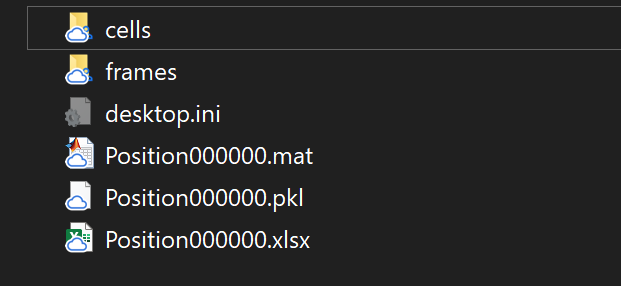 cells
frames
desktop.ini
Position000000.mat
Position000000.pkl
Position000000.xlsx